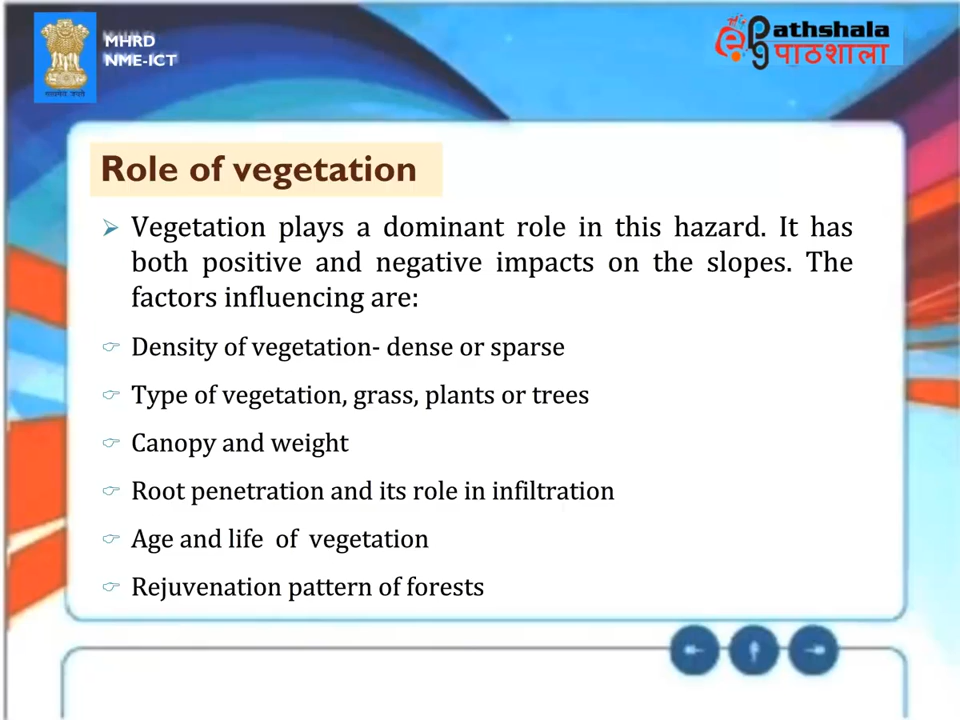 MHRD
NME-ICT
Pathshala
पाठशाला
Role of vegetation
Vegetation plays a dominant role in this hazard. It has
both positive and negative impacts on the slopes. The
factors influencing are:
Density of vegetation- dense or sparse
Type of vegetation, grass, plants or trees
Canopy and weight
Root penetration and its role in infiltration
Age and life of vegetation
Rejuvenation pattern of forests